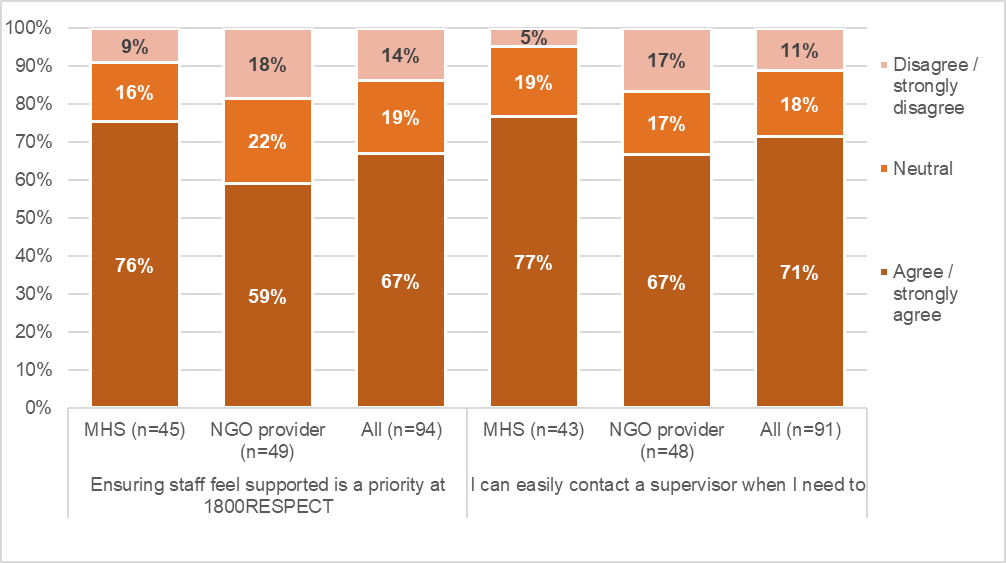 100%
90%
80%
70%
60%
50%
40%
30%
20%
10%
0%
9%
16%
76%
18%
22%
59%
14%
19%
67%
5%
19%
77%
17%
17%
67%
11%
18%
71%
MHS (n=45)
NGO provider
(n=49)
All (n=94)
MHS (n=43)
NGO provider
(n=48)
All (n=91)
Ensuring staff feel supported is a priority at
1800RESPECT
I can easily contact a supervisor when I need to
Disagree /
strongly
disagree
Neutral
Agree /
strongly
agree